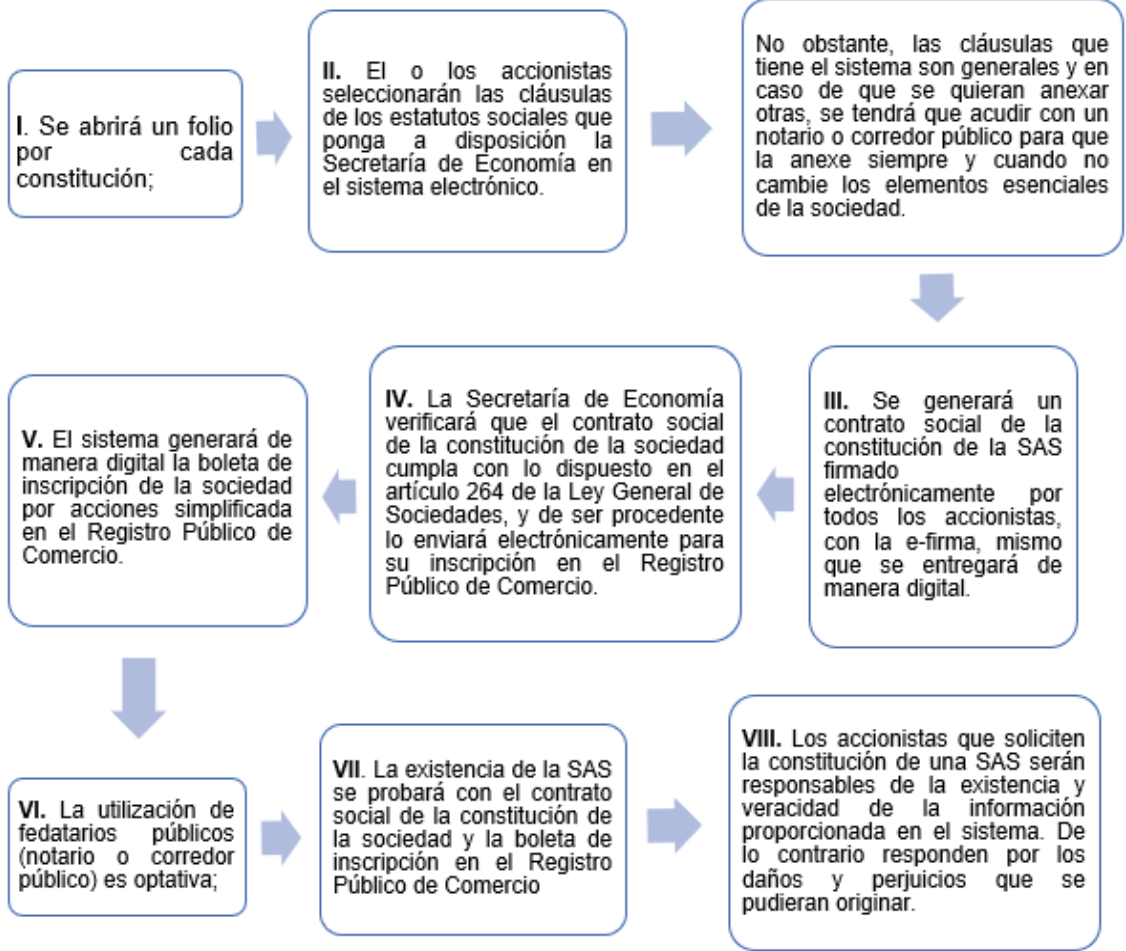 I. Se abrirá un folio
por cada
constitución;
II. El o los accionistas
seleccionarán las cláusulas
de los estatutos sociales que
ponga a disposición la
Secretaría de Economía en
el sistema electrónico.
No obstante, las cláusulas que
tiene el sistema son generales y en
caso de que se quieran anexar
otras, se tendrá que acudir con un
notario o corredor público para que
la anexe siempre y cuando no
cambie los elementos esenciales
de la sociedad.
III. Se generará un
contrato social de la
constitución de la SAS
firmado
electrónicamente por
todos los accionistas,
con la e-firma, mismo
que se entregará de
manera digital.
IV. La Secretaría de Economía
verificará que el contrato social
de la constitución de la sociedad
cumpla con lo dispuesto en el
artículo 264 de la Ley General de
Sociedades, y de ser procedente
lo enviará electrónicamente para
su inscripción en el Registro
Público de Comercio.
V. El sistema generará de
manera digital la boleta de
inscripción de la sociedad
por acciones simplificada
en el Registro Público de
Comercio.
VI. La utilización de
fedatarios públicos
(notario o corredor
público) es optativa;
VII. La existencia de la SAS
se probará con el contrato
social de la constitución de
la sociedad y la boleta de
inscripción en el Registro
Público de Comercio
VIII. Los accionistas que soliciten
la constitución de una SAS serán
responsables de la existencia y
veracidad de la información
proporcionada en el sistema. De
lo contrario responden por los
daños y perjuicios que se
pudieran originar.